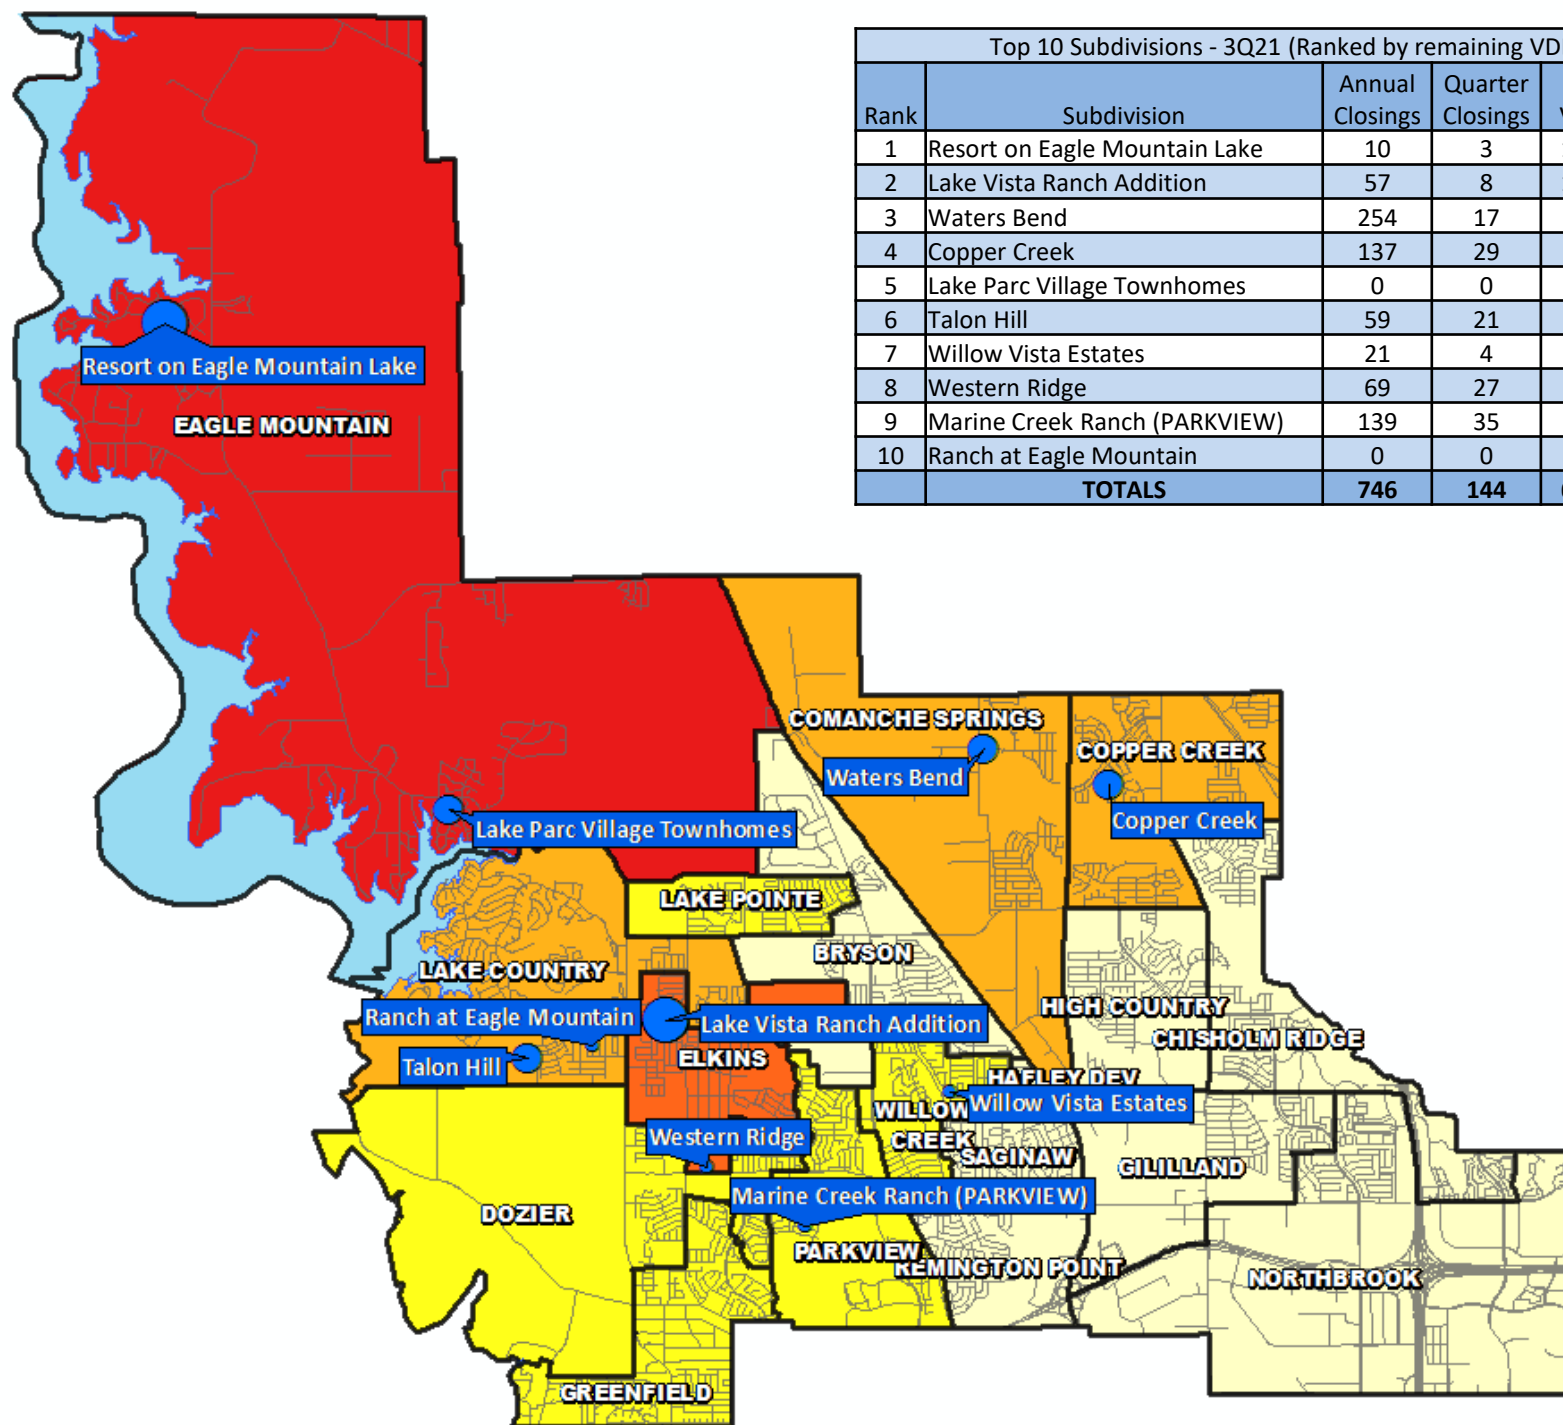 Top 10 Subdivisions - 3Q21 (Ranked by remaining VD
Rank Subdivision Annual Closings Quarter Closings
1 Resort on Eagle Mountain Lake 10 3
2 Lake Vista Ranch Addition 57 8
3 Waters Bend 254 17
4 Copper Creek 137 29
5 Lake Parc Village Townhomes 0 0
6 Talon Hill 59 21
7 Willow Vista Estates 21 4
8 Western Ridge 69 27
9 Marine Creek Ranch (PARKVIEW) 139 35
10 Ranch at Eagle Mountain 0 0
TOTALS 746 144
Resort on Eagle Mountain Lake
EAGLE MOUNTAIN
COMANCHE SPRINGS
COPPER CREEK
Waters Bend
Copper Creek
Lake Parc Village Townhomes
LAKE POINTE
BRYSON
LAKE COUNTRY
HIGH COUNTRY
Ranch at Eagle Mountain
Lake Vista Ranch Addition
CHISHOLM RIDGE
ELKINS
Talon Hill
HAFLEY DEV
Willow Vista Estates
WILLOW
CREEK
Western Ridge
SAGINAW
GILILLAND
Marine Creek Ranch (PARKVIEW)
DOZIER
PARKVIEW
REMINGTON POINT
NORTHBROOK
GREENFIELD